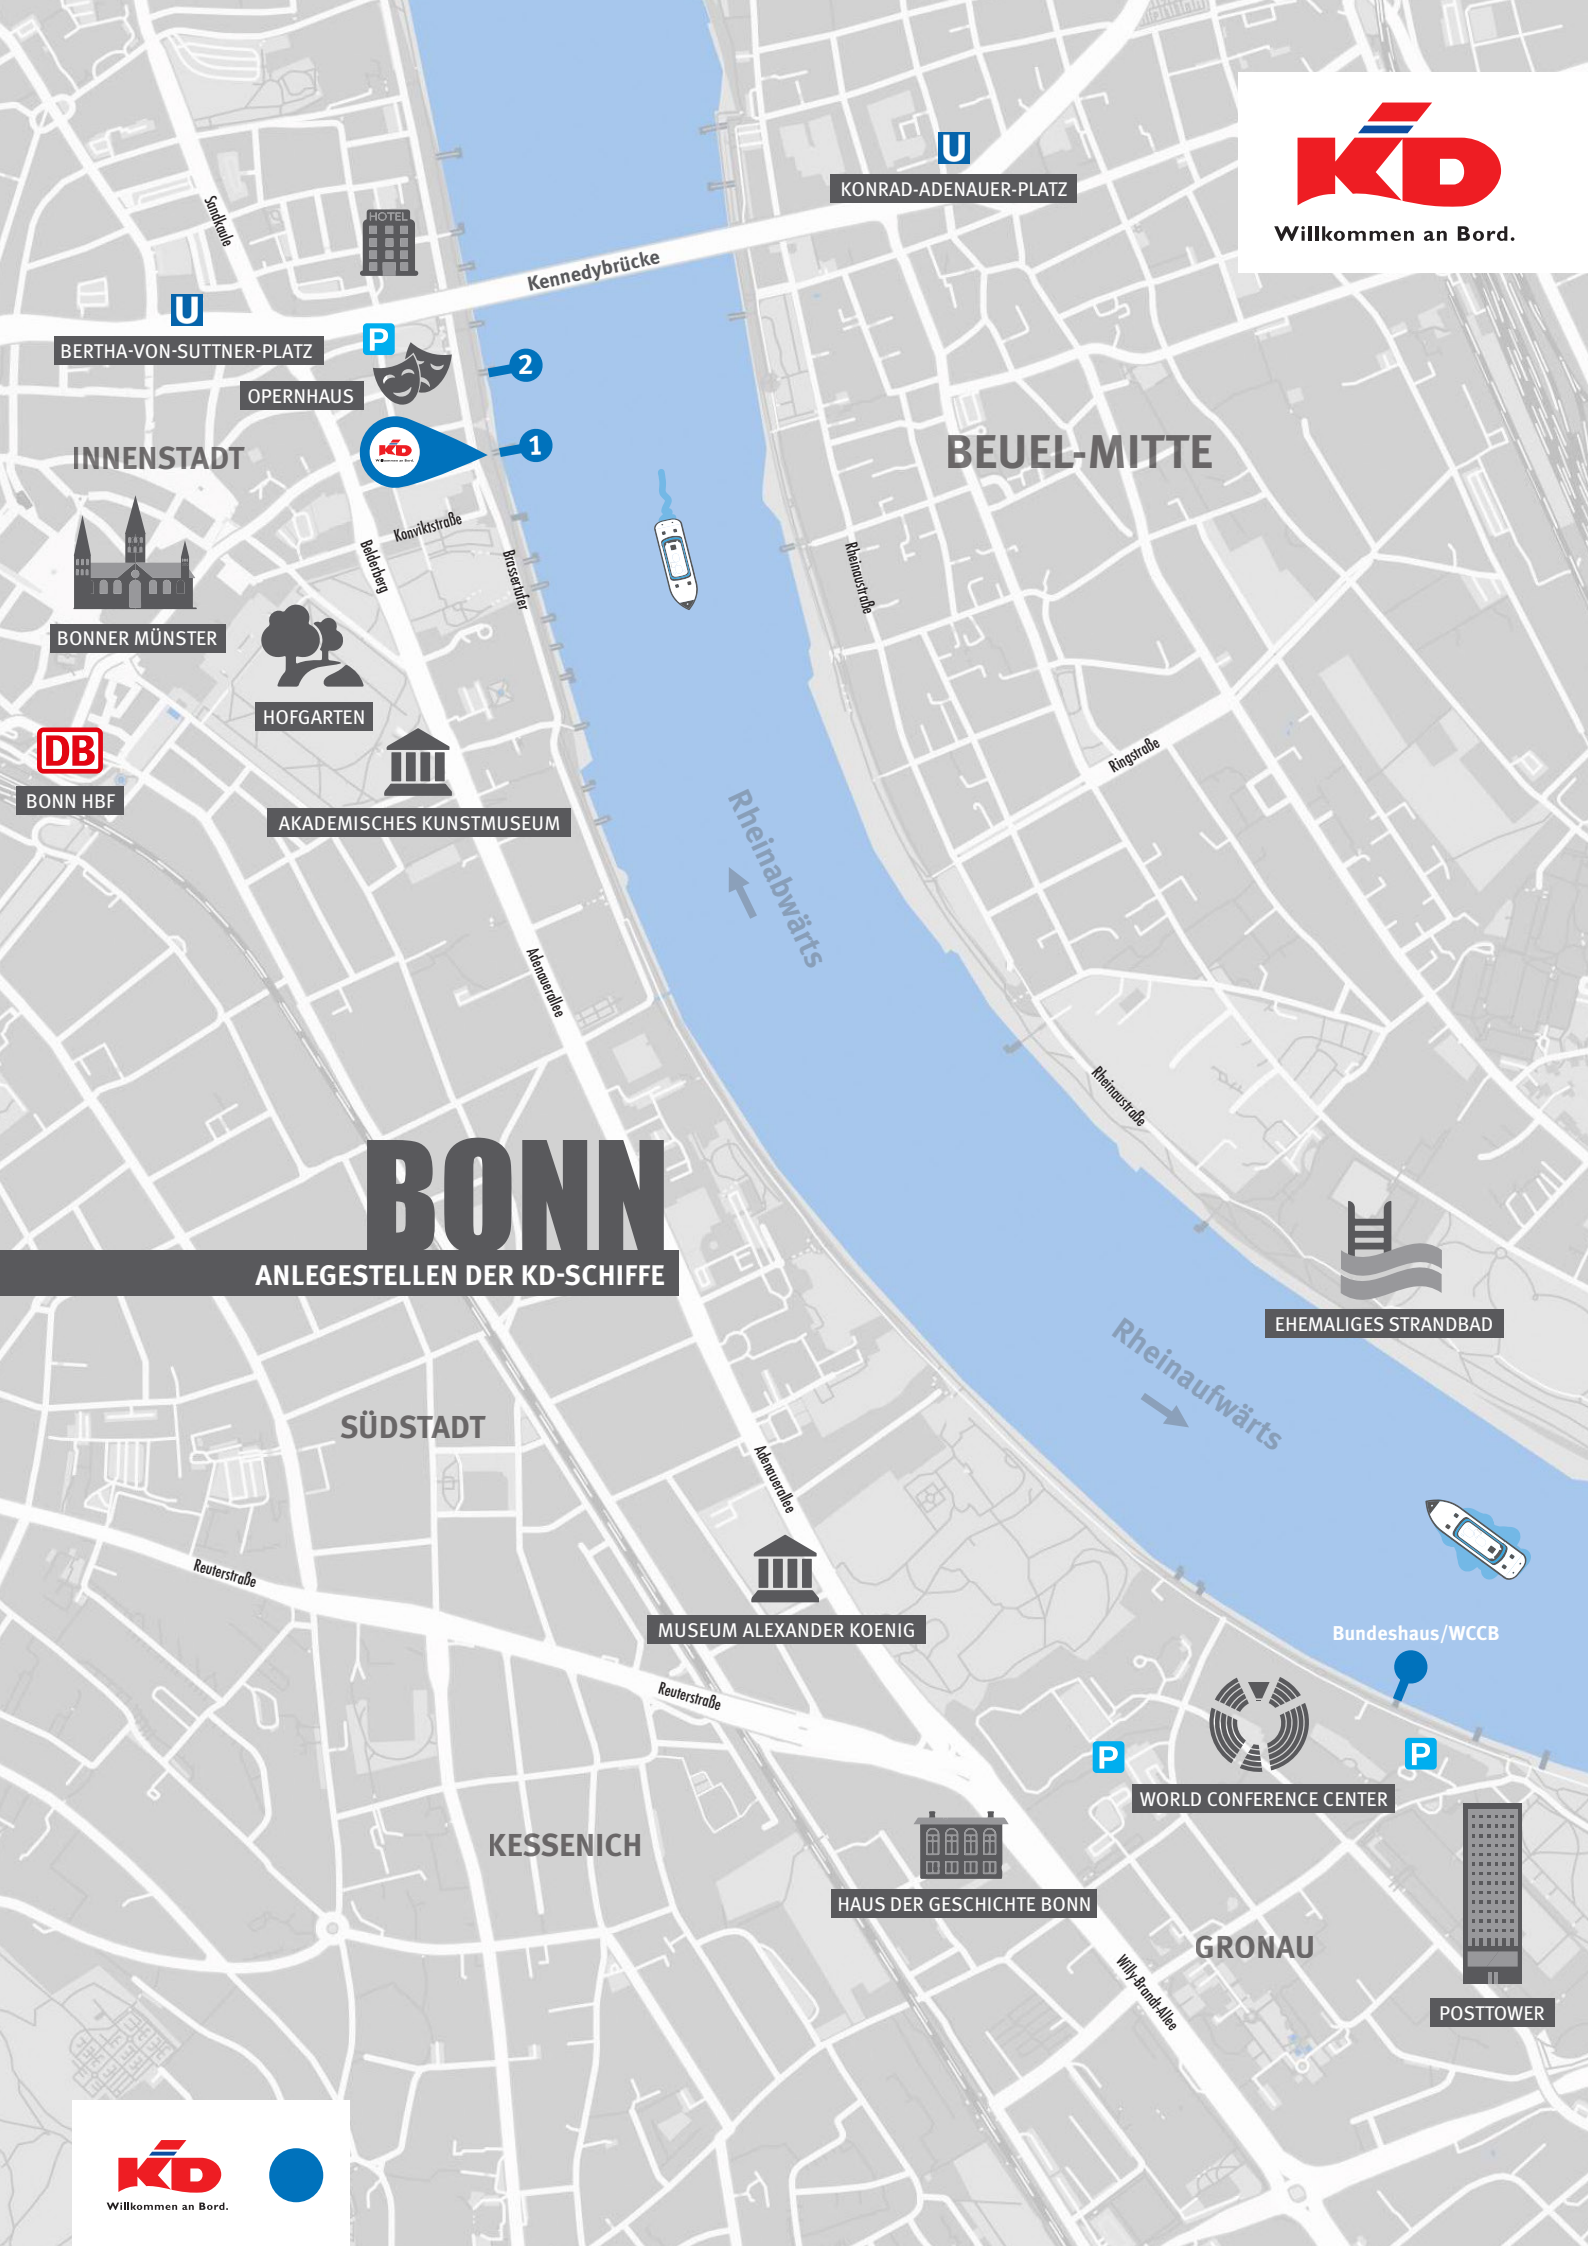 KD
Willkommen an Bord.
U
KONRAD-ADENAUER-PLATZ
Sandkaule
HOTEL
Kennedybrücke
U
BERTHA-VON-SUTTNER-PLATZ
P
2
OPERNHAUS
1
KD
INNENSTADT
BEUEL-MITTE
Konviktstraße
Belderberg
Brassertufer
Rheinaustraße
BONNER MÜNSTER
HOFGARTEN
DB
BONN HBF
Ringstraße
AKADEMISCHES KUNSTMUSEUM
Rheinabwärts
Adenauerallee
Rheinaustraße
BONN
ANLEGESTELLEN DER KD-SCHIFFE
EHEMALIGES STRANDBAD
Rheinaufwärts
SÜDSTADT
Adenauerallee
Reuterstraße
MUSEUM ALEXANDER KOENIG
Bundeshaus/WCCB
Reuterstraße
P
P
WORLD CONFERENCE CENTER
KESSENICH
HAUS DER GESCHICHTE BONN
GRONAU
Willy-Brandt-Allee
POSTTOWER
KD
Willkommen an Bord.